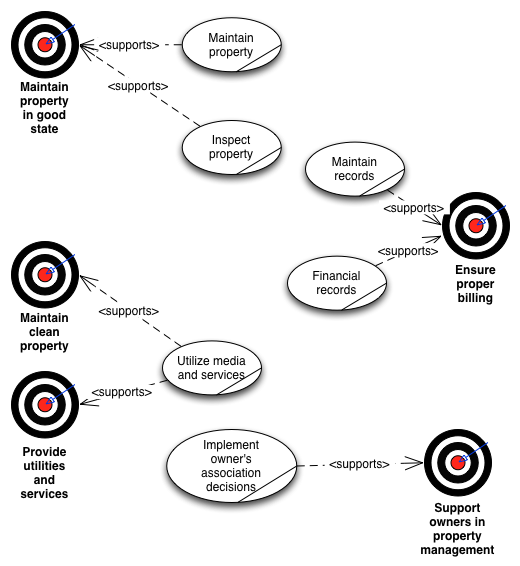 <supports>
Maintain
property
Maintain
property
in good
state
<supports>
Inspect
property
Maintain
records
<supports>
<supports>
Financial
records
Ensure
proper
billing
Maintain
clean
property
<supports>
Utilize media
and services
<supports>
Provide
utilities
and
services
Implement
owner's
association
decisions
<supports>
Support
owners in
property
management